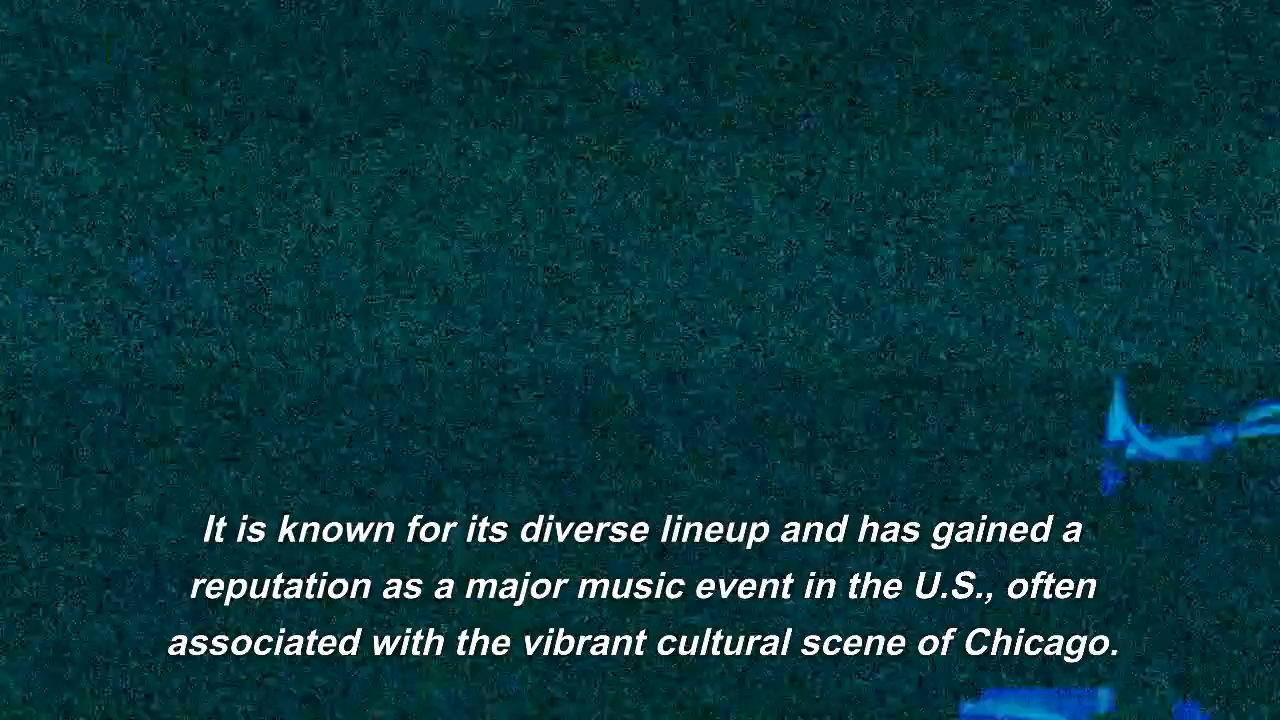 It is known for its diverse lineup and has gained a
reputation as a major music event in the U.S., often
associated with the vibrant cultural scene of Chicago.